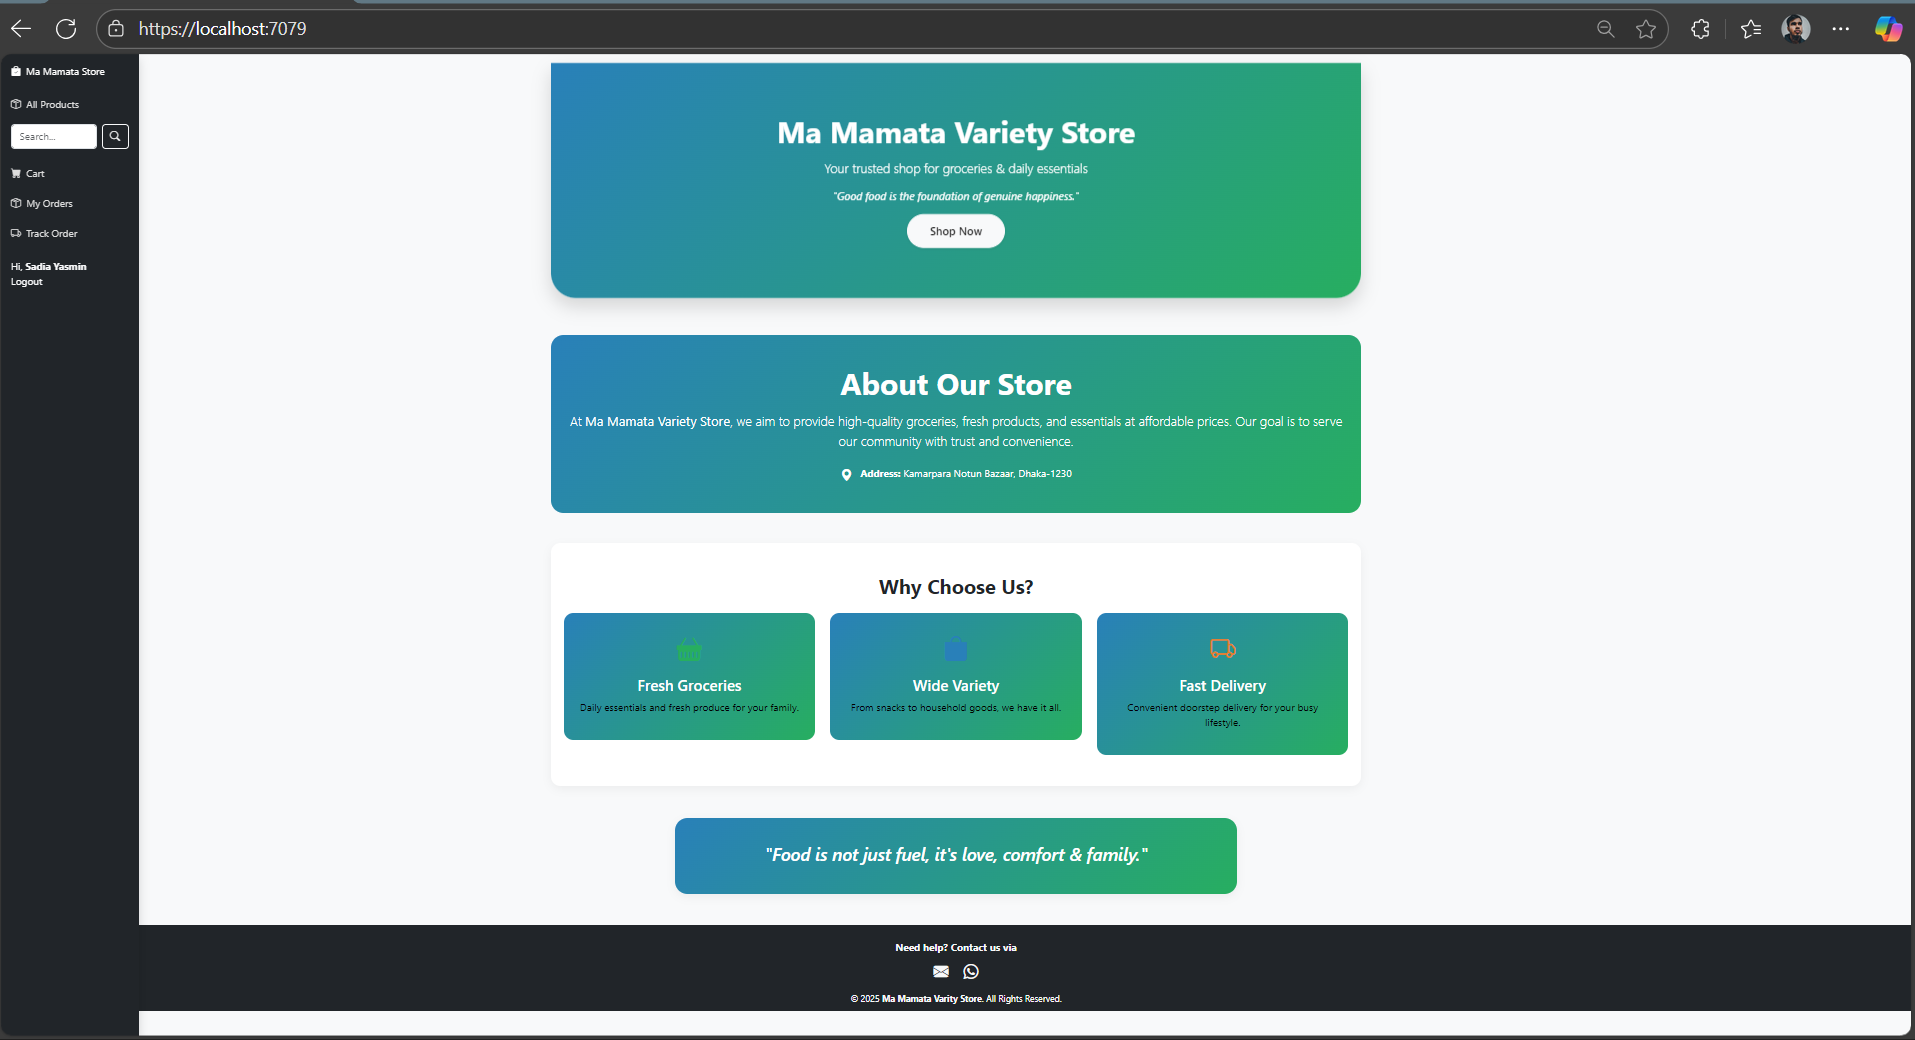 https://localhost:7079
Ma Mamata Store
All Products
Search...
Cart
My Orders
Track Order
Hi, Sadia Yasmin
Logout
Ma Mamata Variety Store
Your trusted shop for groceries & daily essentials
"Good food is the foundation of genuine happiness."
Shop Now
About Our Store
At Ma Mamata Variety Store, we aim to provide high-quality groceries, fresh products, and essentials at affordable prices. Our goal is to serve
our community with trust and convenience.
Address: Kamarpara Notun Bazaar, Dhaka-1230
Why Choose Us?
Fresh Groceries
Daily essentials and fresh produce for your family.
Wide Variety
From snacks to household goods, we have it all.
Fast Delivery
Convenient doorstep delivery for your busy
lifestyle.
"Food is not just fuel, it's love, comfort & family."
Need help? Contact us via
© 2025 Ma Mamata Varity Store. All Rights Reserved.